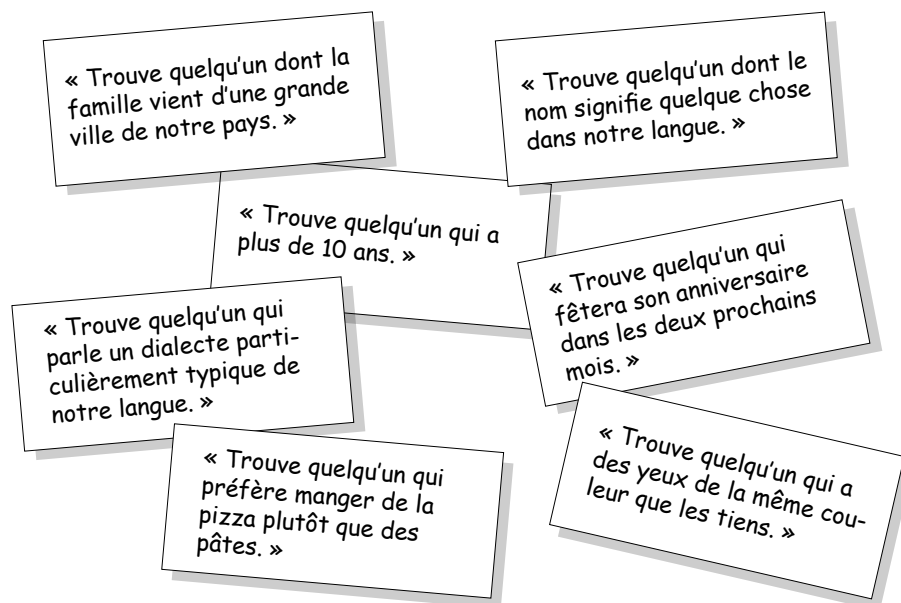 « Trouve quelqu'un dont la
famille vient d'une grande
ville de notre pays. »
« Trouve quelqu'un dont le
nom signifie quelque chose
dans notre langue. »
« Trouve quelqu'un qui a
plus de 10 ans. »
« Trouve quelqu'un qui
fêtera son anniversaire
dans les deux prochains
mois. »
« Trouve quelqu'un qui
parle un dialecte parti-
culièrement typique de
notre langue. »
« Trouve quelqu'un qui
préfère manger de la
pizza plutôt que des
pâtes. »
« Trouve quelqu'un qui a
des yeux de la même cou-
leur que les tiens. »